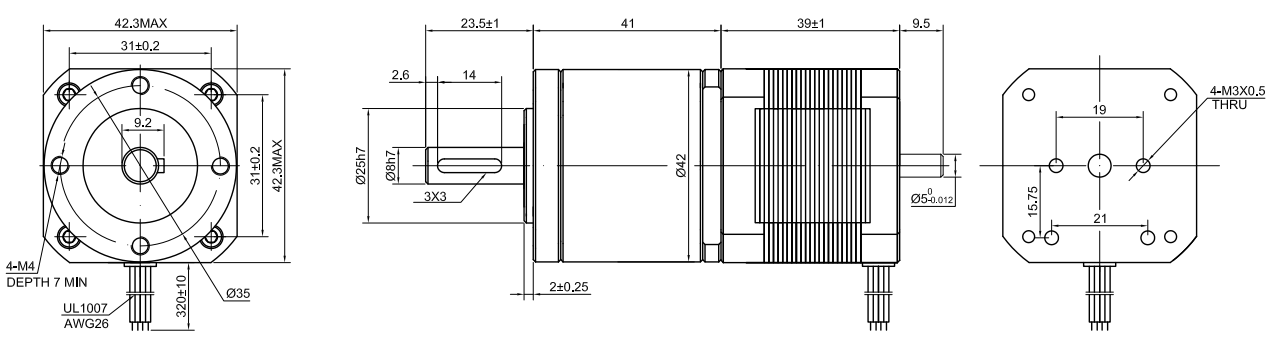 42.3MAX
31±0.2
9.2
31±0.2
42.3MAX
4-M4
DEPTH 7 MIN
UL1007
AWG26
320±10
Ø35
23.5±1
41
39±1
9.5
2.6
14
Ø25h7
Ø8h7
3X3
Ø42
Ø5 0 -0.012
2±0.25
4-M3X0.5
THRU
19
15.75
21